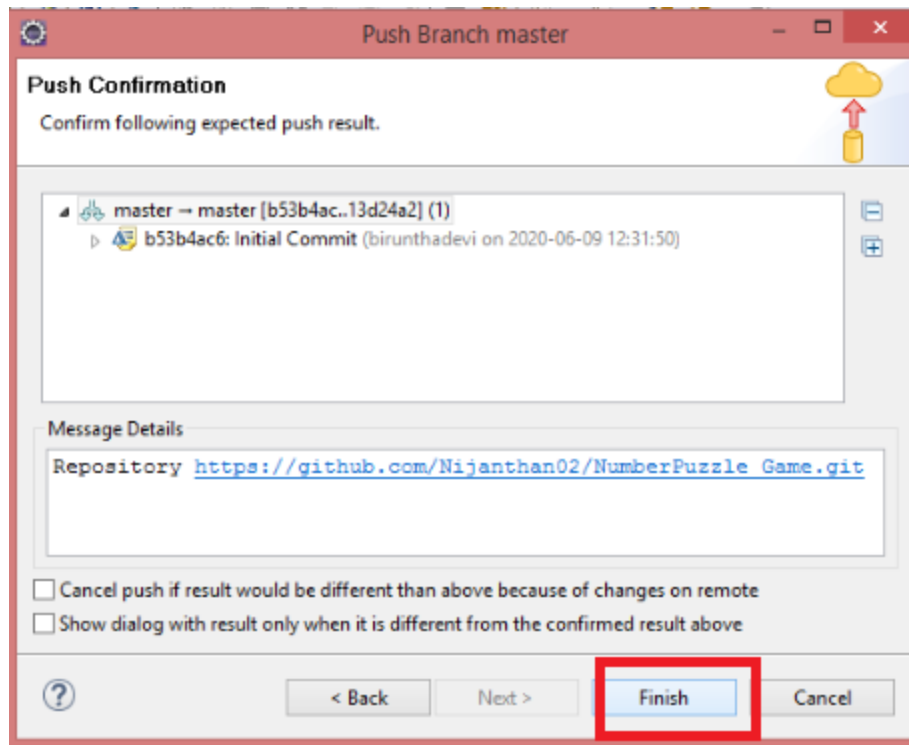 Push Branch master
Push Confirmation
Confirm following expected push result.
master → master [b53b4ac..13d24a2] (1)
b53b4ac6: Initial Commit (birunthadevi on 2020-06-09 12:31:50)
Message Details
Repository https://github.com/Nijanthan02/NumberPuzzle_Game.git
Cancel push if result would be different than above because of changes on remote
Show dialog with result only when it is different from the confirmed result above
< Back Next > Finish Cancel